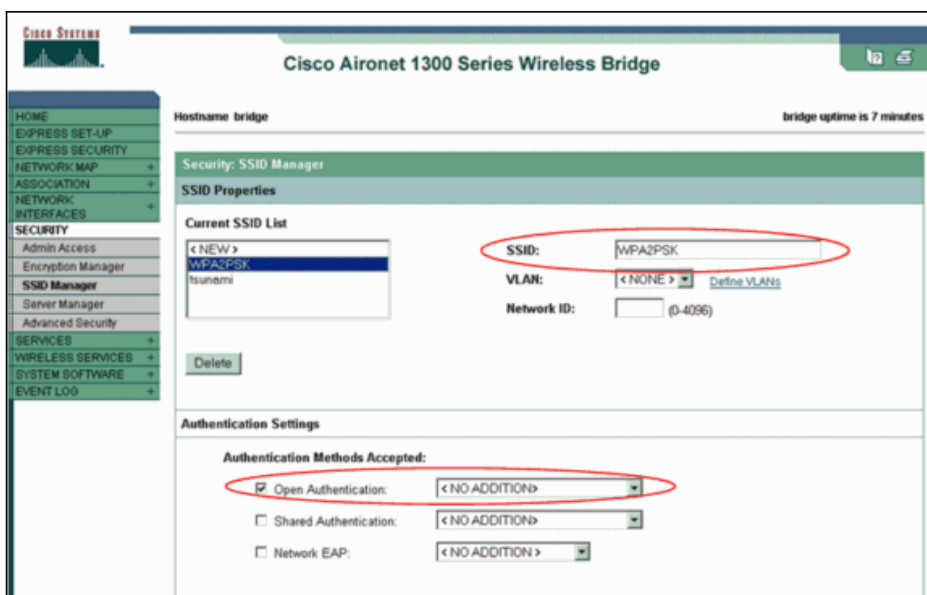 CISCO SYSTEMS
Cisco Aironet 1300 Series Wireless Bridge
?
HOME
EXPRESS SET-UP
EXPRESS SECURITY
NETWORK MAP +
ASSOCIATION +
NETWORK
INTERFACES +
SECURITY
Admin Access
Encryption Manager
SSID Manager
Server Manager
Advanced Security
SERVICES +
WIRELESS SERVICES +
SYSTEM SOFTWARE +
EVENT LOG +
Hostname bridge
bridge uptime is 7 minutes
Security: SSID Manager
SSID Properties
Current SSID List
< NEW >
WPA2PSK
tsunami
Delete
SSID: WPA2PSK
VLAN: < NONE > Define VLANs
Network ID: (0-4096)
Authentication Settings
Authentication Methods Accepted:
Open Authentication: < NO ADDITION>
Shared Authentication: < NO ADDITION>
Network EAP: < NO ADDITION >